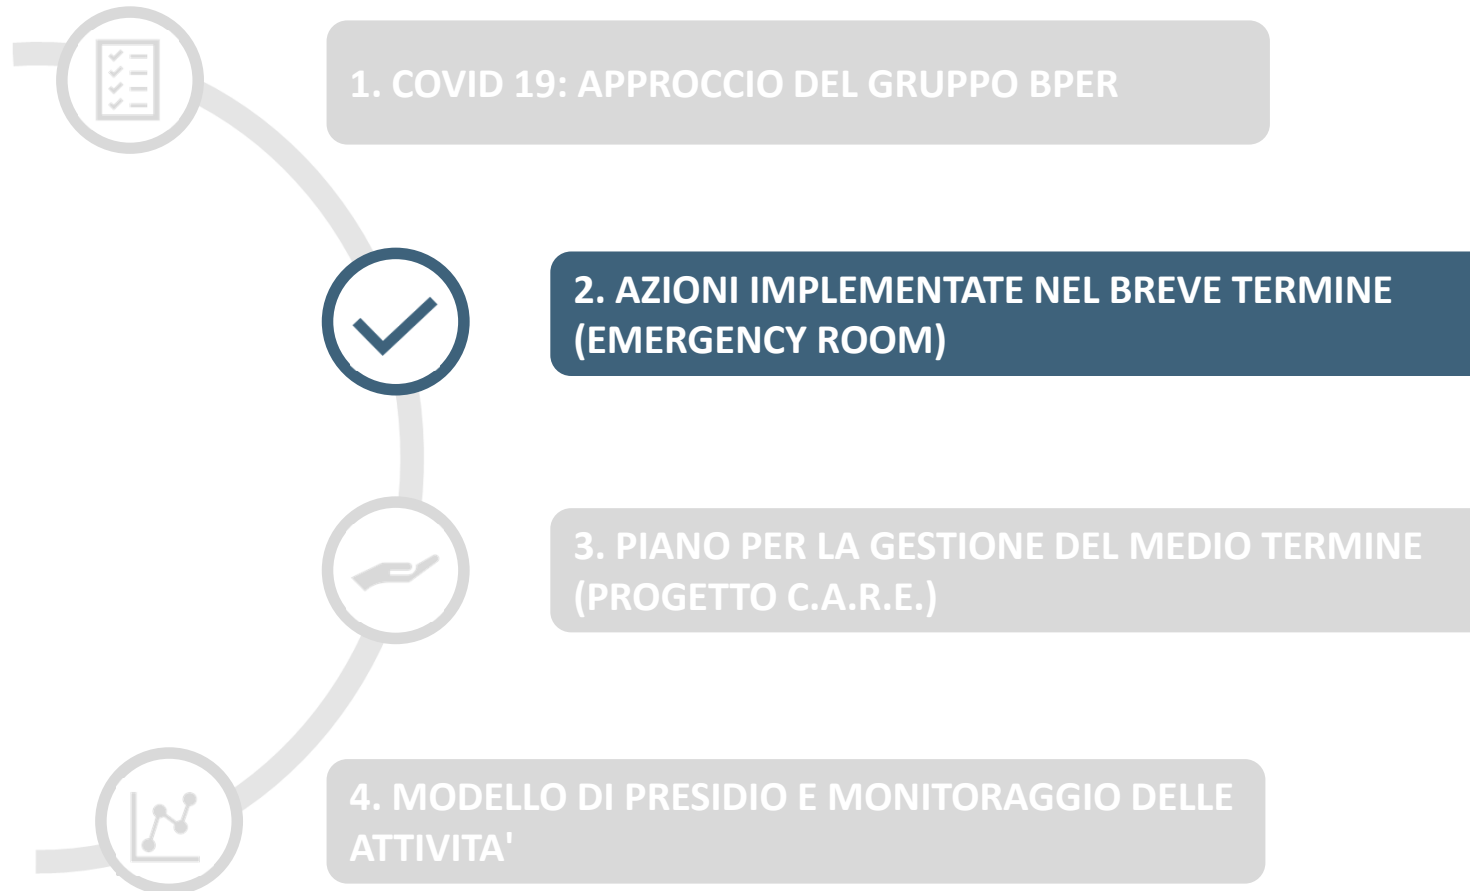 1. COVID 19: APPROCCIO DEL GRUPPO BPER
2. AZIONI IMPLEMENTATE NEL BREVE TERMINE
(EMERGENCY ROOM)
3. PIANO PER LA GESTIONE DEL MEDIO TERMINE
(PROGETTO C.A.R.E.)
4. MODELLO DI PRESIDIO E MONITORAGGIO DELLE
ATTIVITA'